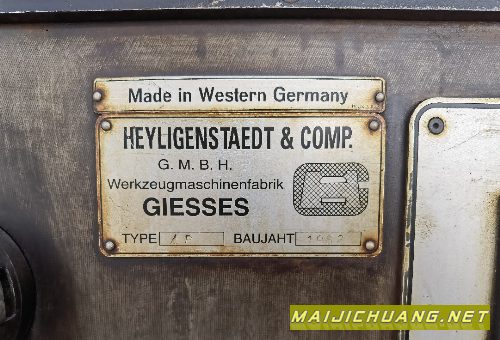 Made in Western Germany
HEYLIGENSTAEDT & COMP.
G. M. B. H.
Werkzeugmaschinenfabrik
GIESSES
TYPE BAUJAHT
MAIJICHUANG.NET